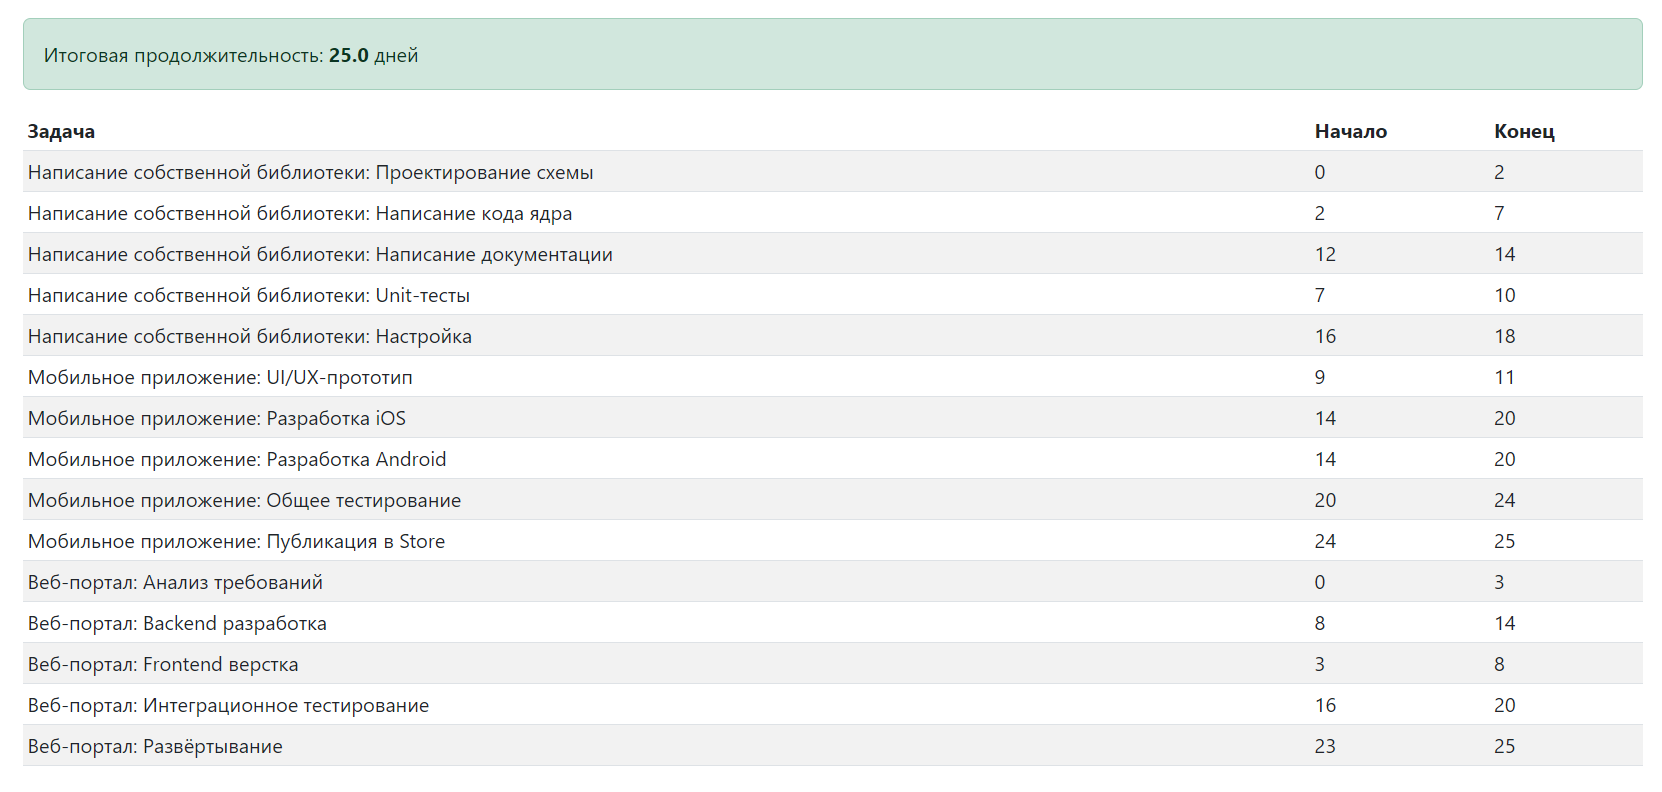 Итоговая продолжительность: 25.0 дней
Задача Начало Конец
Написание собственной библиотеки: Проектирование схемы 0 2
Написание собственной библиотеки: Написание кода ядра 2 7
Написание собственной библиотеки: Написание документации 12 14
Написание собственной библиотеки: Unit-тесты 7 10
Написание собственной библиотеки: Настройка 16 18
Мобильное приложение: UI/UX-прототип 9 11
Мобильное приложение: Разработка iOS 14 20
Мобильное приложение: Разработка Android 14 20
Мобильное приложение: Общее тестирование 20 24
Мобильное приложение: Публикация в Store 24 25
Веб-портал: Анализ требований 0 3
Веб-портал: Backend разработка 8 14
Веб-портал: Frontend верстка 3 8
Веб-портал: Интеграционное тестирование 16 20
Веб-портал: Развёртывание 23 25